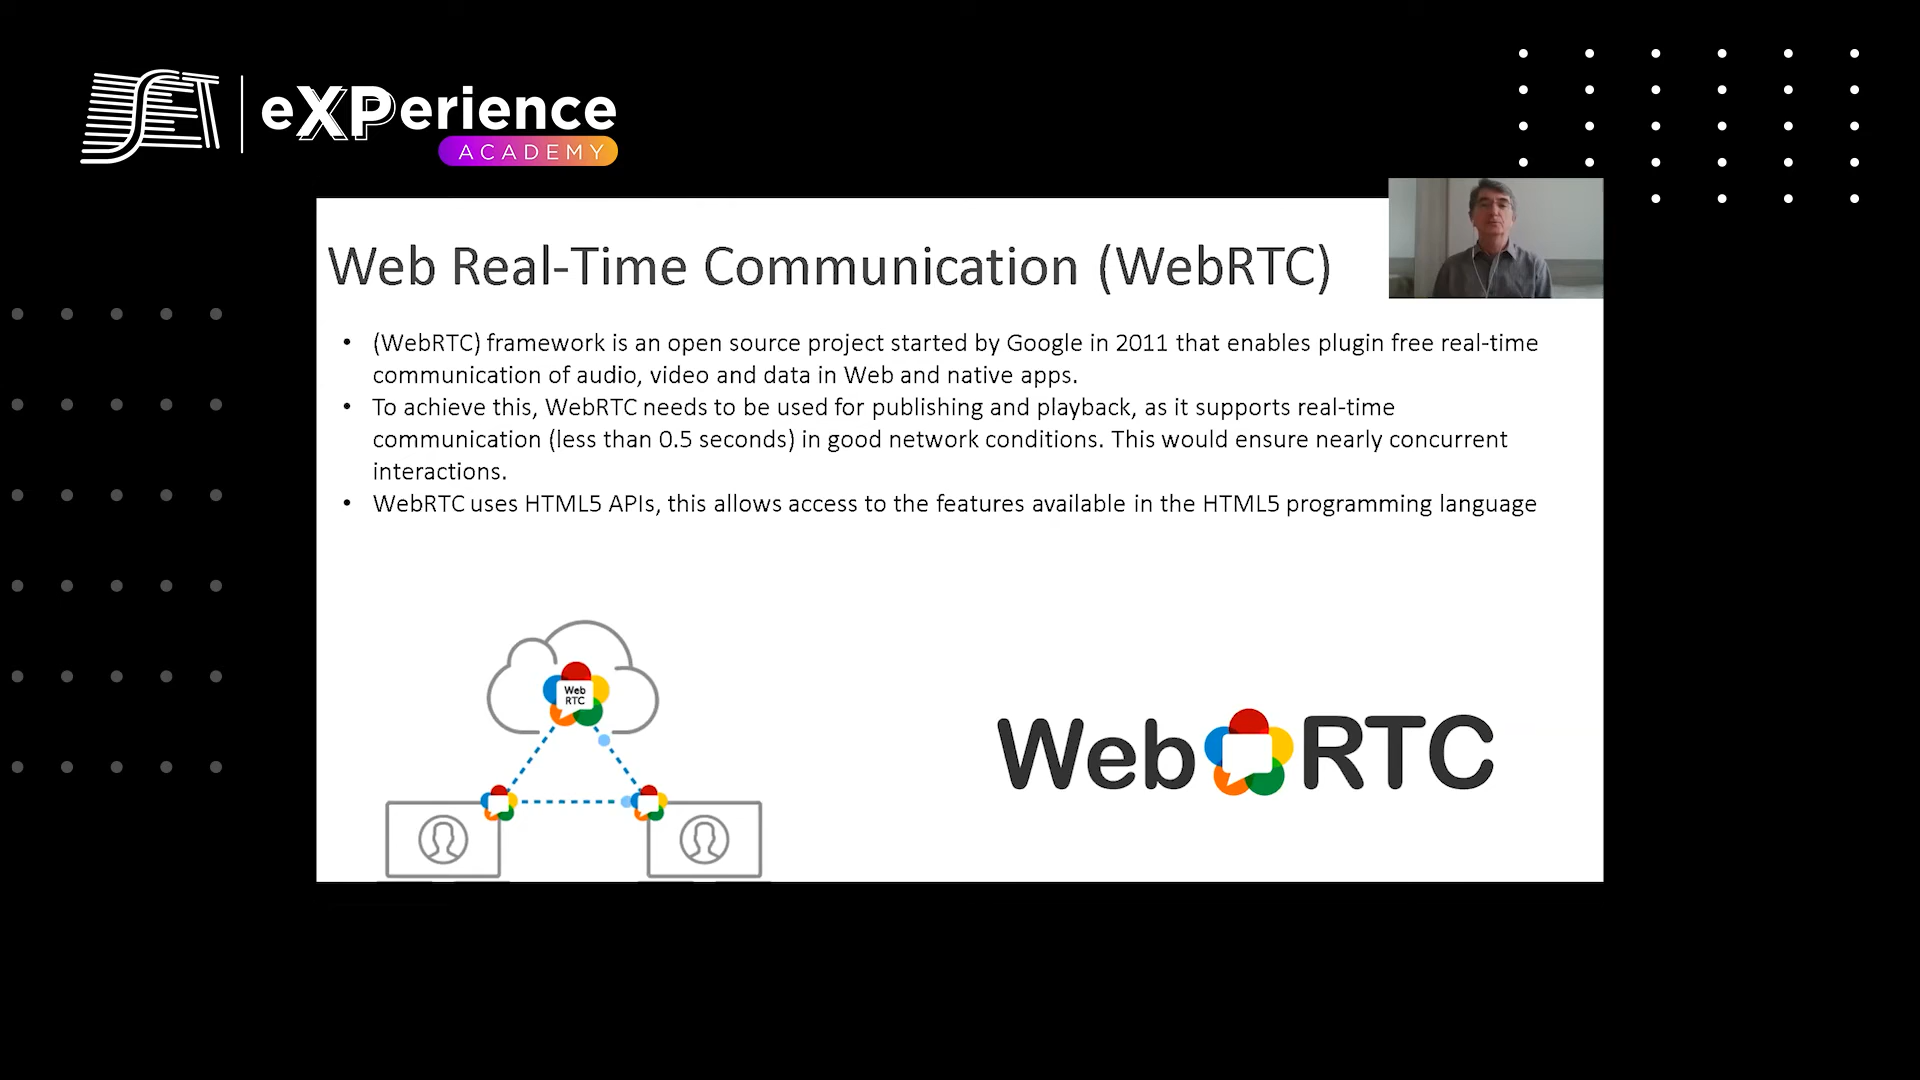 SET eXPerience
ACADEMY
Web Real-Time Communication (WebRTC)
• (WebRTC) framework is an open source project started by Google in 2011 that enables plugin free real-time
communication of audio, video and data in Web and native apps.
• To achieve this, WebRTC needs to be used for publishing and playback, as it supports real-time
communication (less than 0.5 seconds) in good network conditions. This would ensure nearly concurrent
interactions.
• WebRTC uses HTML5 APIs, this allows access to the features available in the HTML5 programming language
Web
RTC
Web RTC